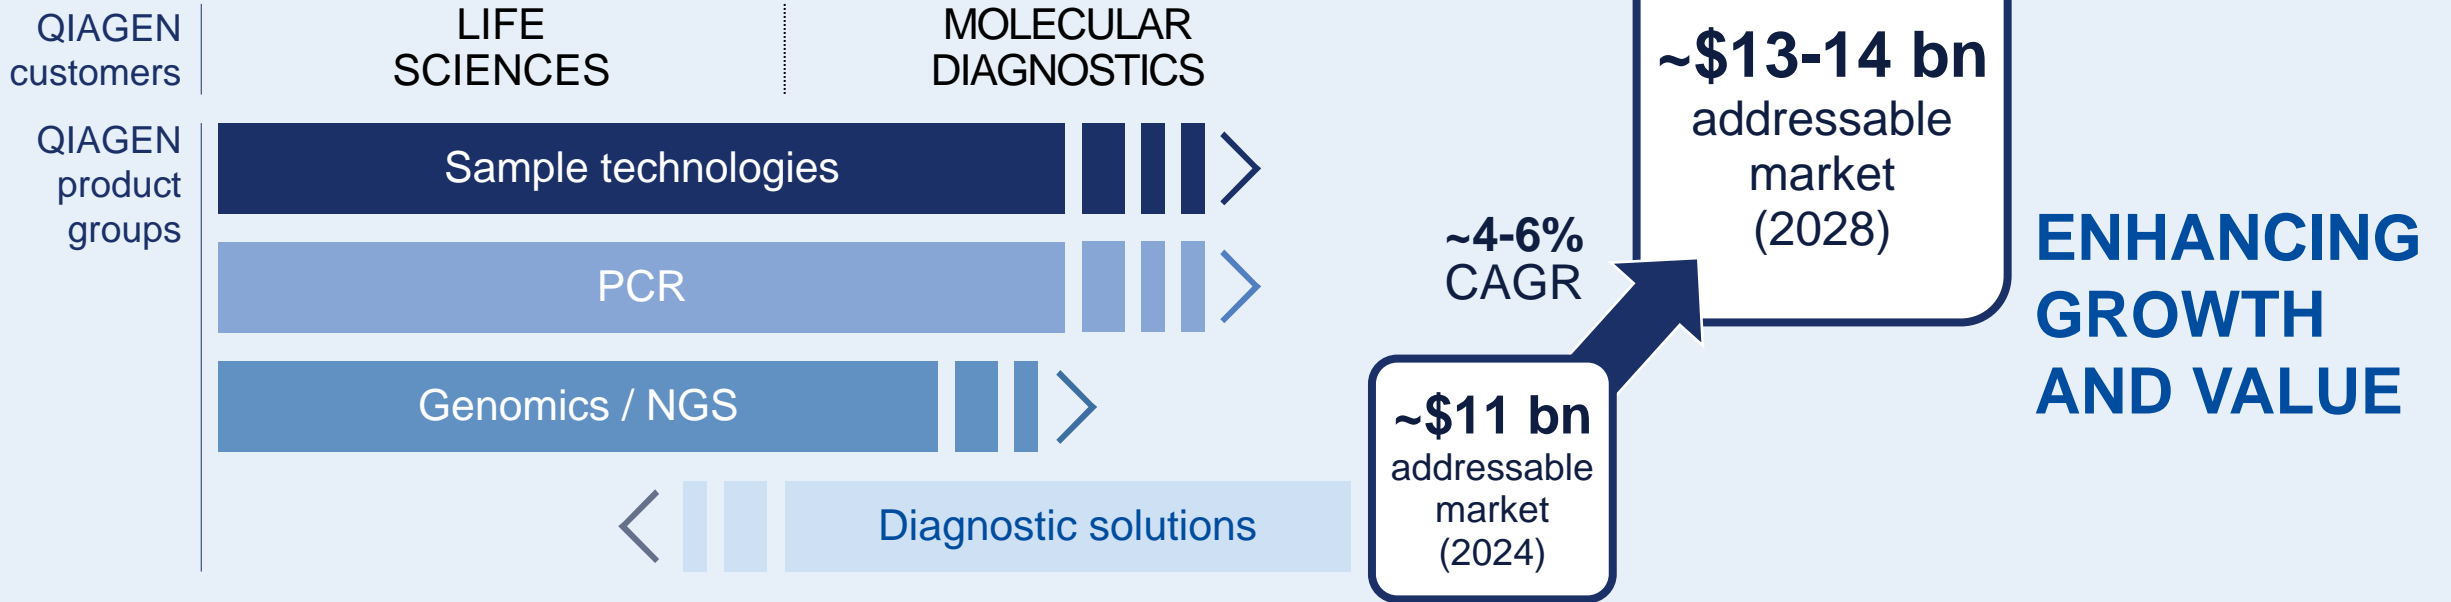 QIAGEN
customers
LIFE
SCIENCES
MOLECULAR
DIAGNOSTICS
QIAGEN
product
groups
Sample technologies
PCR
Genomics / NGS
Diagnostic solutions
~4-6%
CAGR
~$11 bn
addressable
market
(2024)
~$13-14 bn
addressable
market
(2028)
ENHANCING
GROWTH
AND VALUE